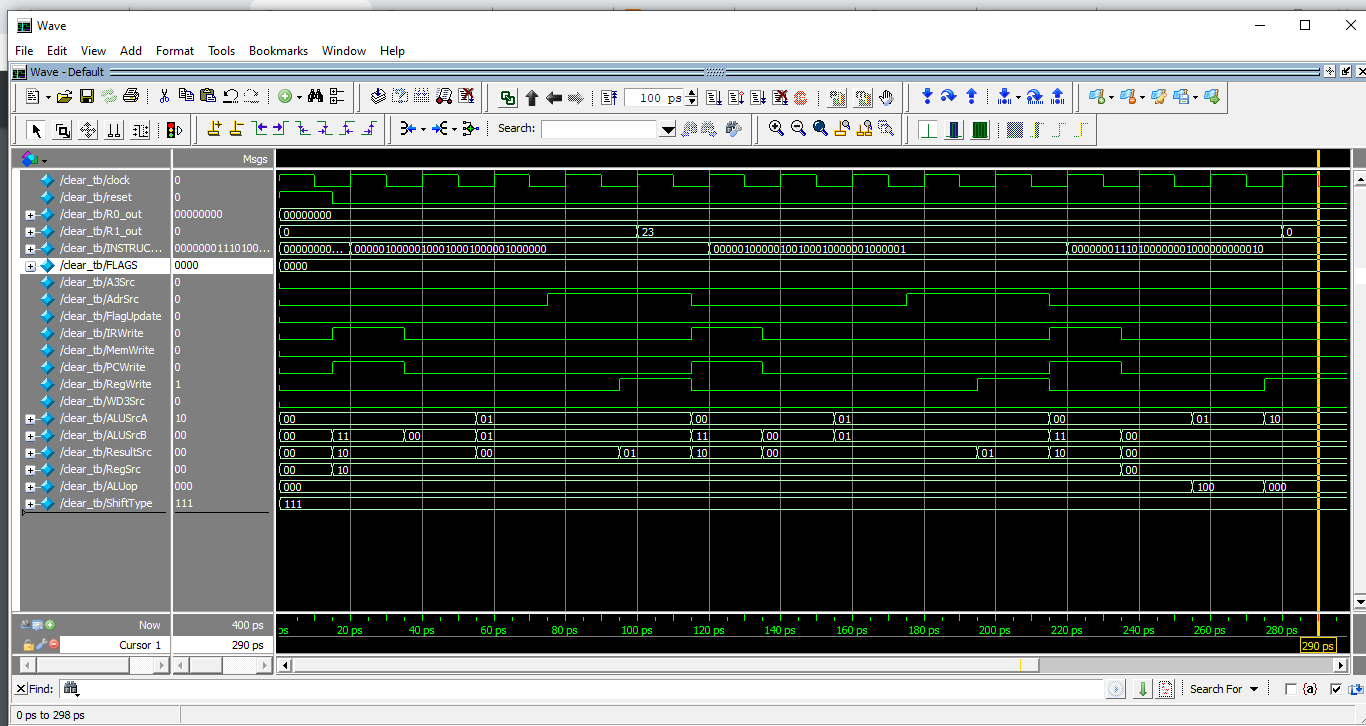 Wave
File Edit View Add Format Tools Bookmarks Window Help
Wave - Default
100 ps
Search:
Msgs
/clear_tb/clock 0
/clear_tb/reset 0
/clear_tb/R0_out 00000000 00000000
/clear_tb/R1_out 0 0 23 0
/clear_tb/INSTRUC... 00000001110100... 00000000... 00000100000100010001000001000000 0000010000010010001000000100001 00000001110100000001000000000010
/clear_tb/FLAGS 0000 0000
/clear_tb/A3Src 0
/clear_tb/AdrSrc 0
/clear_tb/FlagUpdate 0
/clear_tb/IRWrite 0
/clear_tb/MemWrite 0
/clear_tb/PCWrite 0
/clear_tb/RegWrite 1
/clear_tb/WD3Src 0
/clear_tb/ALUSrcA 10 00 01 00 01 00 01 10
/clear_tb/ALUSrcB 00 00 11 00 01 11 00 01 11 00
/clear_tb/ResultSrc 00 00 10 00 01 10 00 01 10 00
/clear_tb/RegSrc 00 00 10 00
/clear_tb/ALUop 000 000 100 000
/clear_tb/ShiftType 111 111
Now 400 ps ps 20 ps 40 ps 60 ps 80 ps 100 ps 120 ps 140 ps 160 ps 180 ps 200 ps 220 ps 240 ps 260 ps 280 ps
Cursor 1 290 ps 290 ps
Find: Search For {a}
0 ps to 298 ps